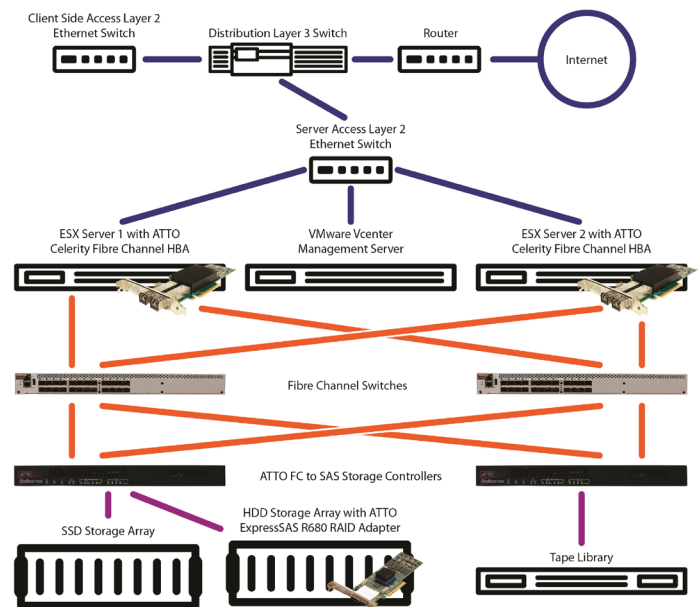 Client Side Access Layer 2
Ethernet Switch
Distribution Layer 3 Switch
Router
Internet
Server Access Layer 2
Ethernet Switch
ESX Server 1 with ATTO
Celerity Fibre Channel HBA
VMware Vcenter
Management Server
ESX Server 2 with ATTO
Celerity Fibre Channel HBA
Fibre Channel Switches
ATTO FC to SAS Storage Controllers
ATTO
ATTO
SSD Storage Array
HDD Storage Array with ATTO
ExpressSAS R680 RAID Adapter
Tape Library